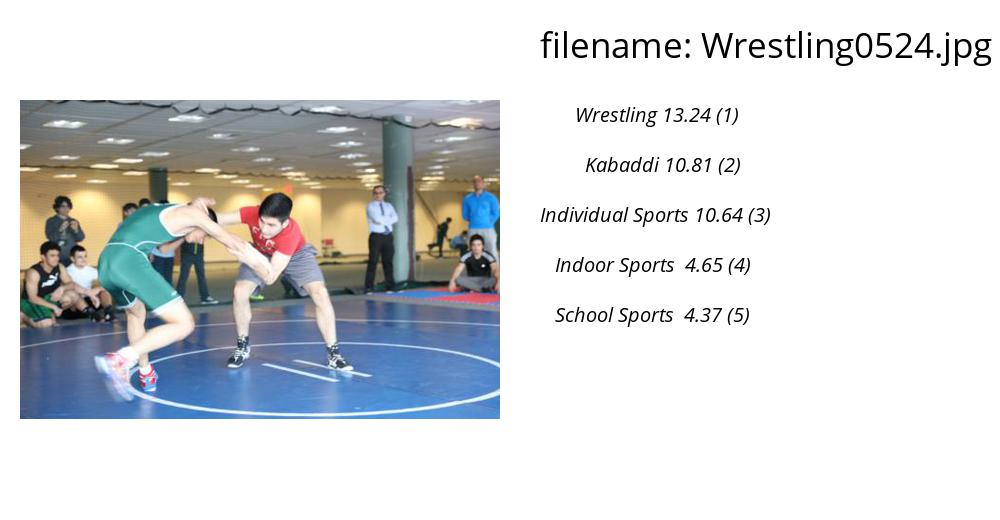 filename: Wrestling0524.jpg
Wrestling 13.24 (1)
Kabaddi 10.81 (2)
Individual Sports 10.64 (3)
Indoor Sports 4.65 (4)
School Sports 4.37 (5)